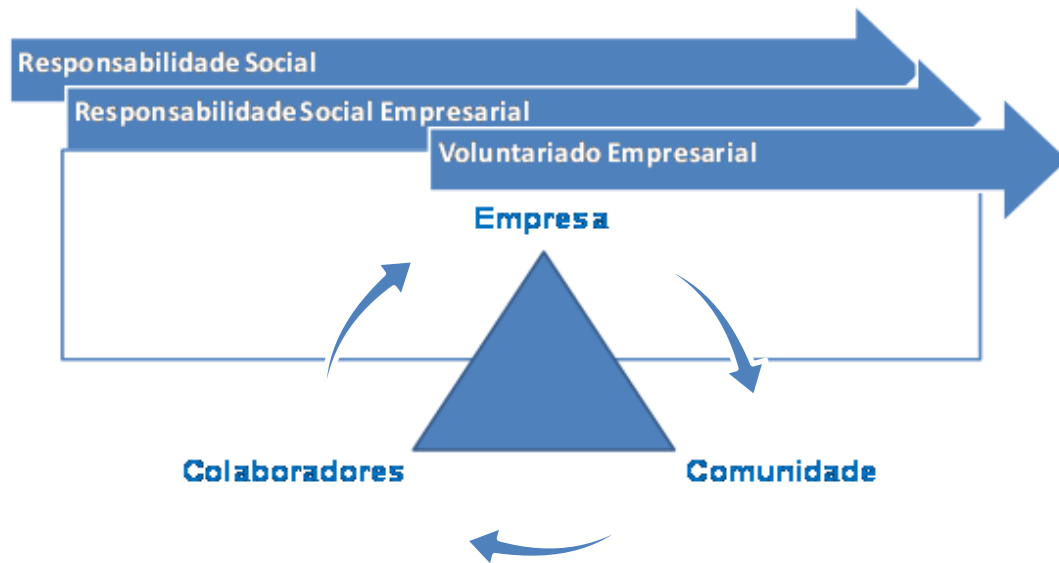 Responsabilidade Social
Responsabilidade Social Empresarial
Voluntariado Empresarial
Empresa
Colaboradores
Comunidade